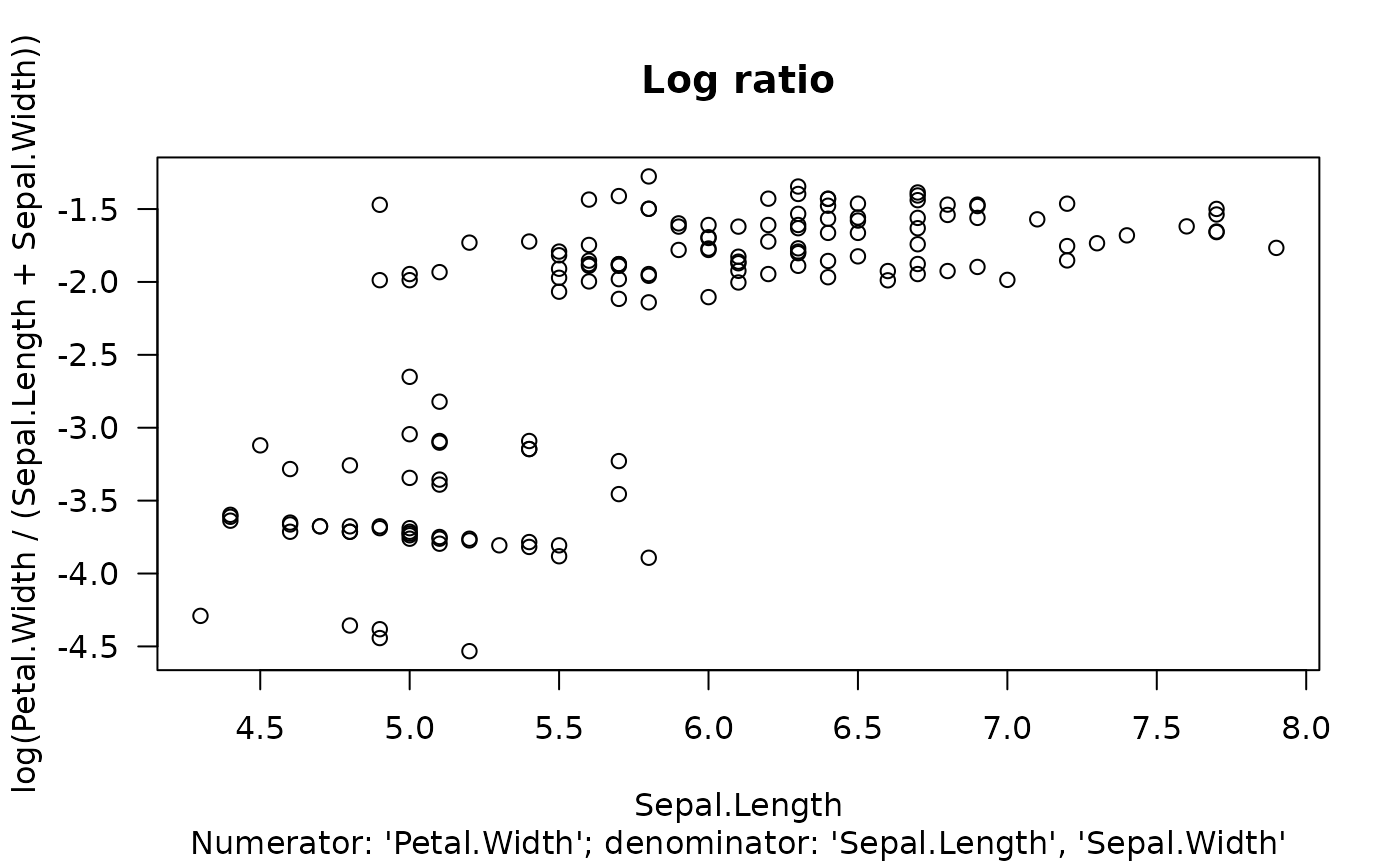 Log ratio
log(Petal.Width / (Sepal.Length + Sepal.Width))
-1.5
-2.0
-2.5
-3.0
-3.5
-4.0
-4.5
4.5 5.0 5.5 6.0 6.5 7.0 7.5 8.0
Sepal.Length
Numerator: 'Petal.Width'; denominator: 'Sepal.Length', 'Sepal.Width'